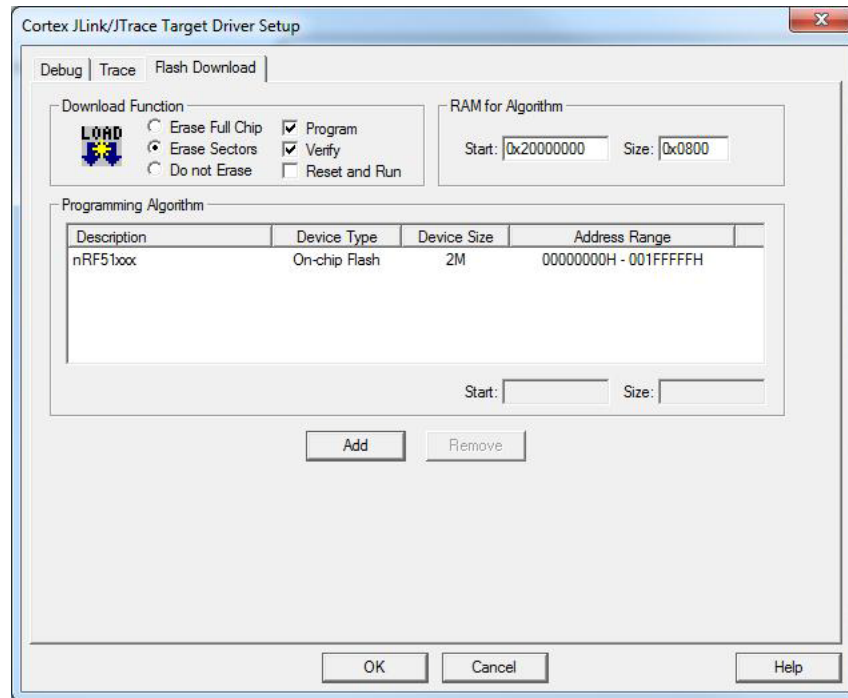 Cortex JLink/JTrace Target Driver Setup
Debug Trace Flash Download
Download Function
LOAD
Erase Full Chip
Erase Sectors
Do not Erase
Program
Verify
Reset and Run
RAM for Algorithm
Start: 0x20000000 Size: 0x0800
Programming Algorithm
Description Device Type Device Size Address Range
nRF51xxx On-chip Flash 2M 00000000H - 001FFFFFH
Start: Size:
Add Remove
OK Cancel Help